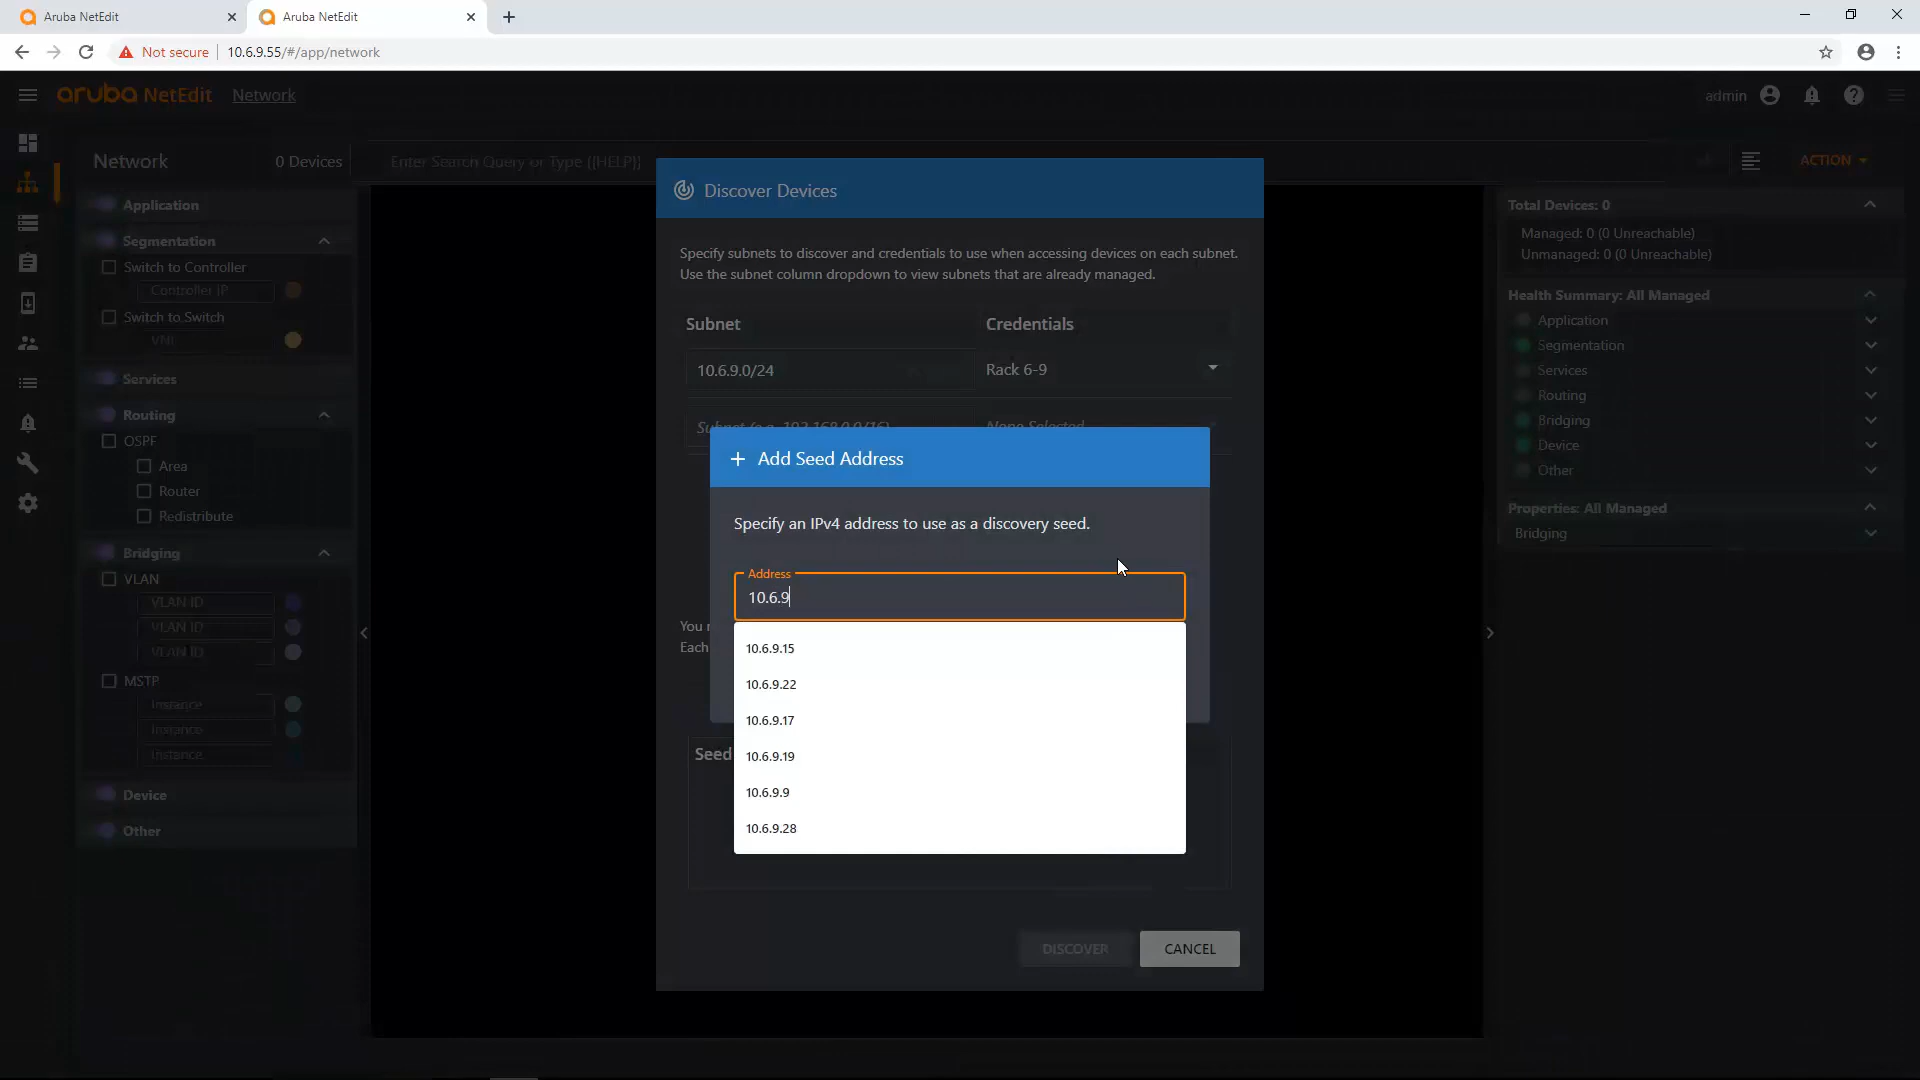 Aruba NetEdit
Aruba NetEdit
Not secure
10.6.9.55/#/app/network
aruba NetEdit
Network
admin
Network
0 Devices
Enter Search Query or Type {{HELP}}
ACTION
Application
Segmentation
Switch to Controller
Controller IP
Switch to Switch
VNI
Services
Routing
OSPF
Area
Router
Redistribute
Bridging
VLAN
VLAN ID
VLAN ID
VLAN ID
MSTP
Instance
Instance
Instance
Device
Other
Discover Devices
Specify subnets to discover and credentials to use when accessing devices on each subnet.
Use the subnet column dropdown to view subnets that are already managed.
Subnet
Credentials
10.6.9.0/24
Rack 6-9
Subnet (e.g. 192.168.0.0/16)
None Selected
Add Seed Address
Specify an IPv4 address to use as a discovery seed.
Address
10.6.9
You
Each
10.6.9.15
10.6.9.22
10.6.9.17
10.6.9.19
10.6.9.9
10.6.9.28
Seed
DISCOVER
CANCEL
Total Devices: 0
Managed: 0 (0 Unreachable)
Unmanaged: 0 (0 Unreachable)
Health Summary: All Managed
Application
Segmentation
Services
Routing
Bridging
Device
Other
Properties: All Managed
Bridging